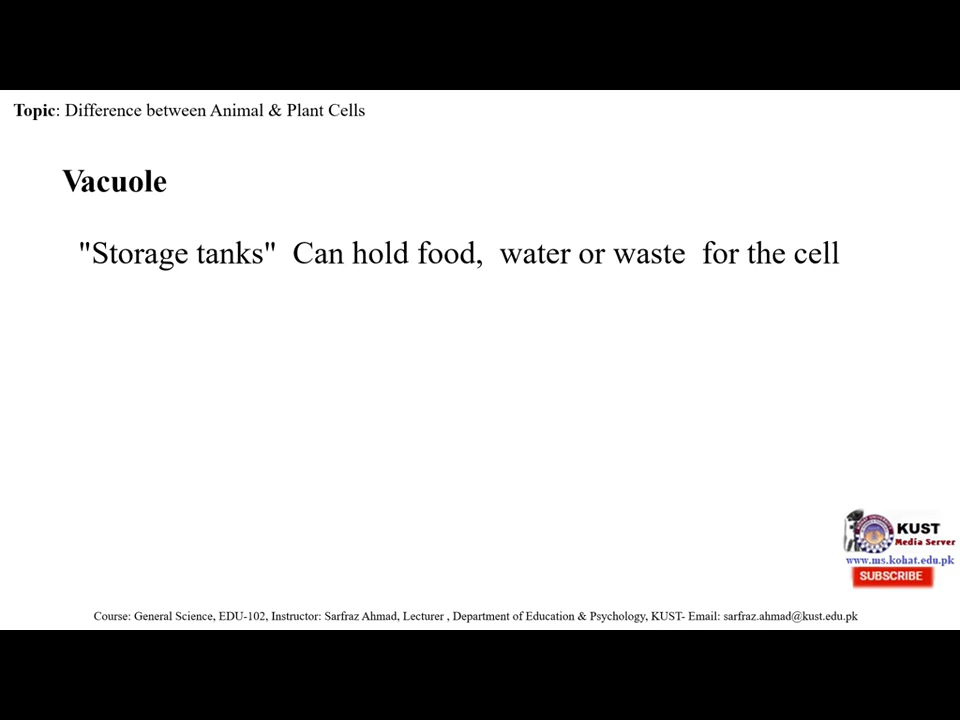 Topic: Difference between Animal & Plant Cells
Vacuole
"Storage tanks"  Can hold food,  water or waste  for the cell
KUST
Media Server
www.ms.kohat.edu.pk
SUBSCRIBE
Course: General Science, EDU-102, Instructor: Sarfraz Ahmad, Lecturer , Department of Education & Psychology, KUST- Email: sarfraz.ahmad@kust.edu.pk